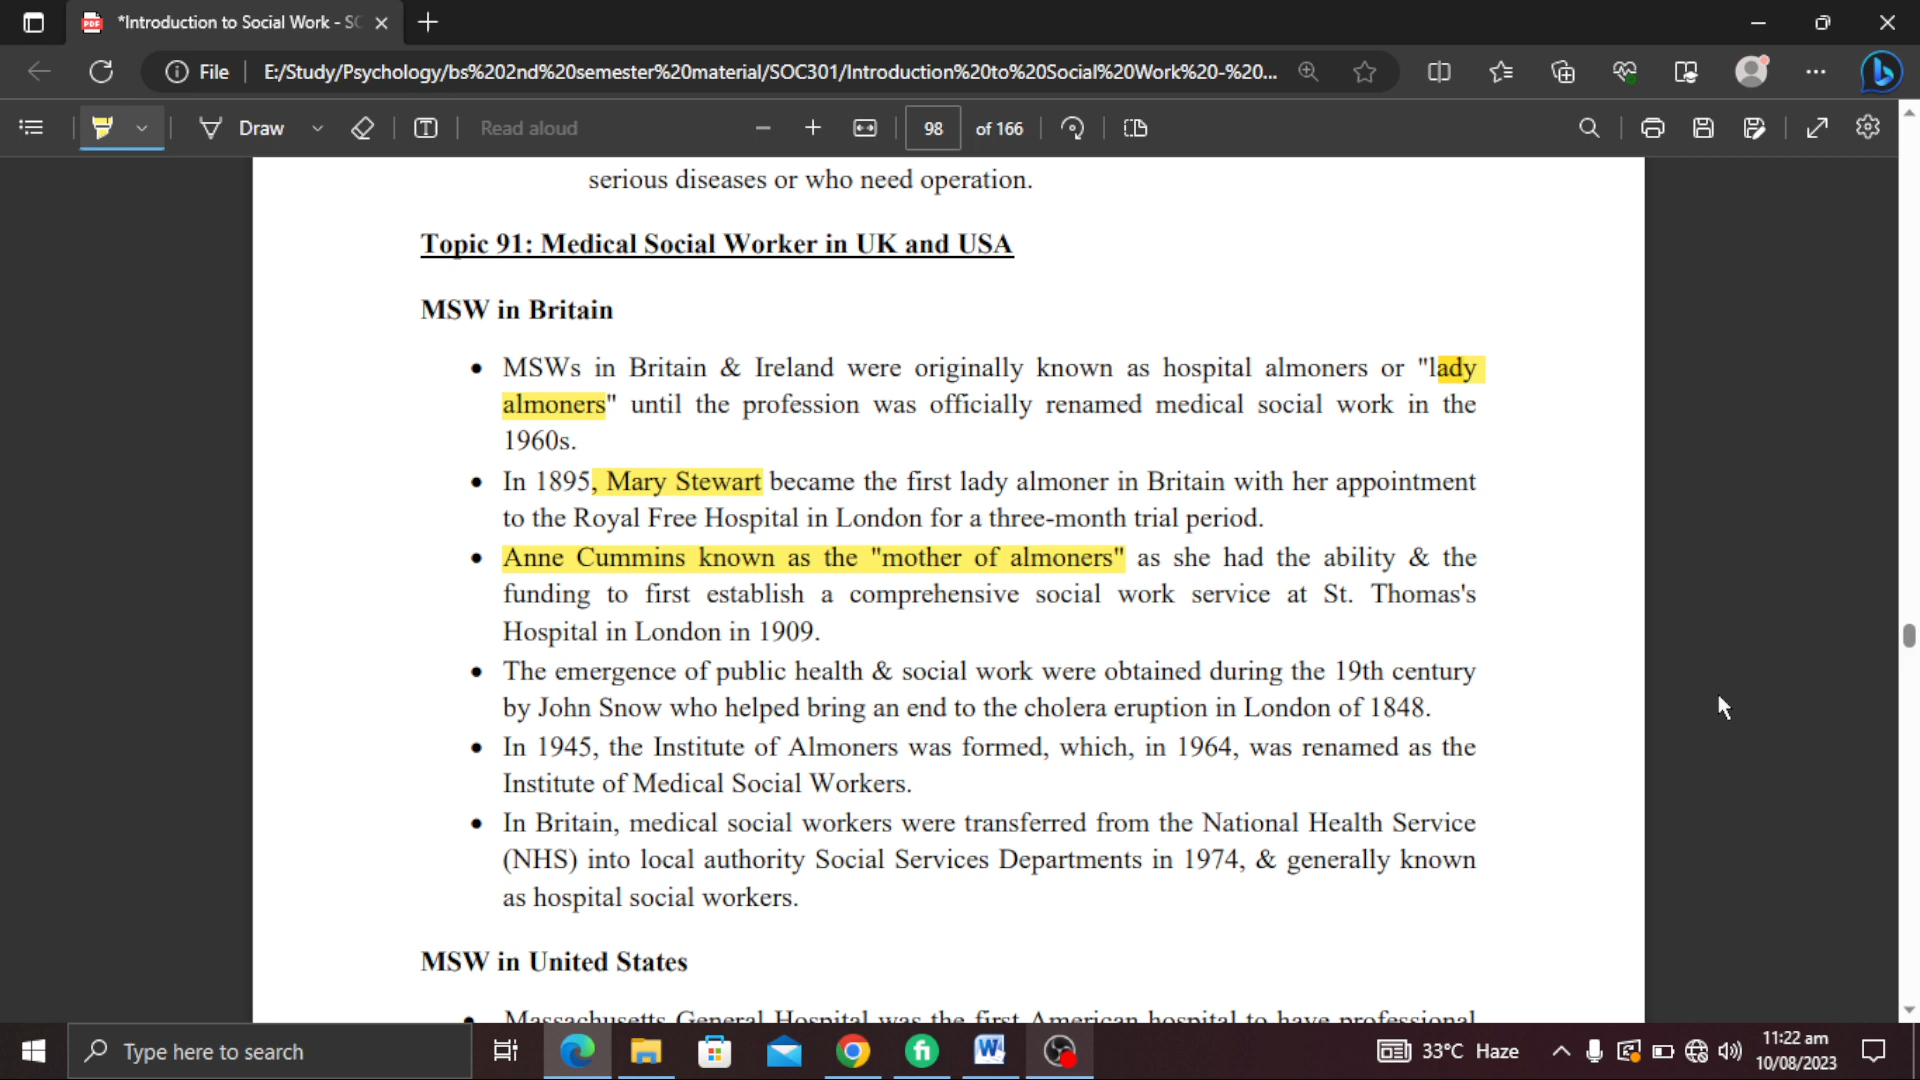 *Introduction to Social Work - SC
File
E:/Study/Psychology/bs%202nd%20semester%20material/SOC301/Introduction%20to%20Social%20Work%20-%20...
Draw
Read aloud
98 of 166
serious diseases or who need operation.
Topic 91: Medical Social Worker in UK and USA
MSW in Britain
• MSWs in Britain & Ireland were originally known as hospital almoners or "lady
almoners" until the profession was officially renamed medical social work in the
1960s.
• In 1895, Mary Stewart became the first lady almoner in Britain with her appointment
to the Royal Free Hospital in London for a three-month trial period.
• Anne Cummins known as the "mother of almoners" as she had the ability & the
funding to first establish a comprehensive social work service at St. Thomas's
Hospital in London in 1909.
• The emergence of public health & social work were obtained during the 19th century
by John Snow who helped bring an end to the cholera eruption in London of 1848.
• In 1945, the Institute of Almoners was formed, which, in 1964, was renamed as the
Institute of Medical Social Workers.
• In Britain, medical social workers were transferred from the National Health Service
(NHS) into local authority Social Services Departments in 1974, & generally known
as hospital social workers.
MSW in United States
• Massachusetts General Hospital was the first American hospital to have professional
Type here to search
33°C Haze
11:22 am
10/08/2023